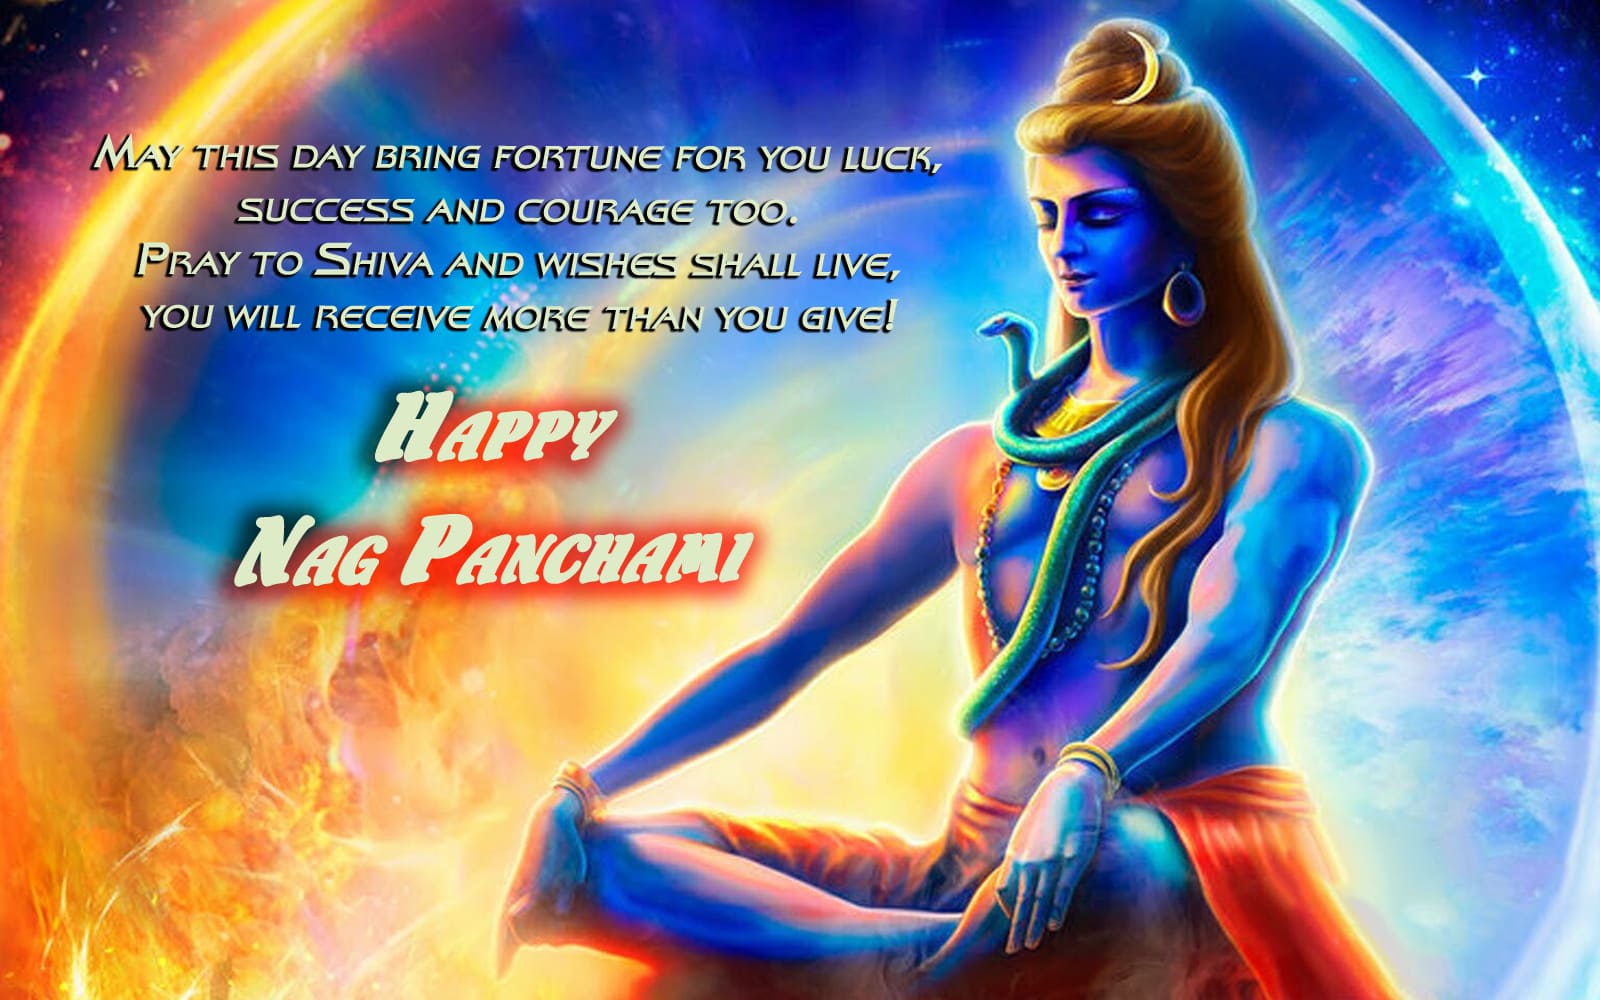 May this day bring fortune for you luck,
success and courage too.
Pray to Shiva and wishes shall live,
you will receive more than you give!
Happy
Nag Panchami